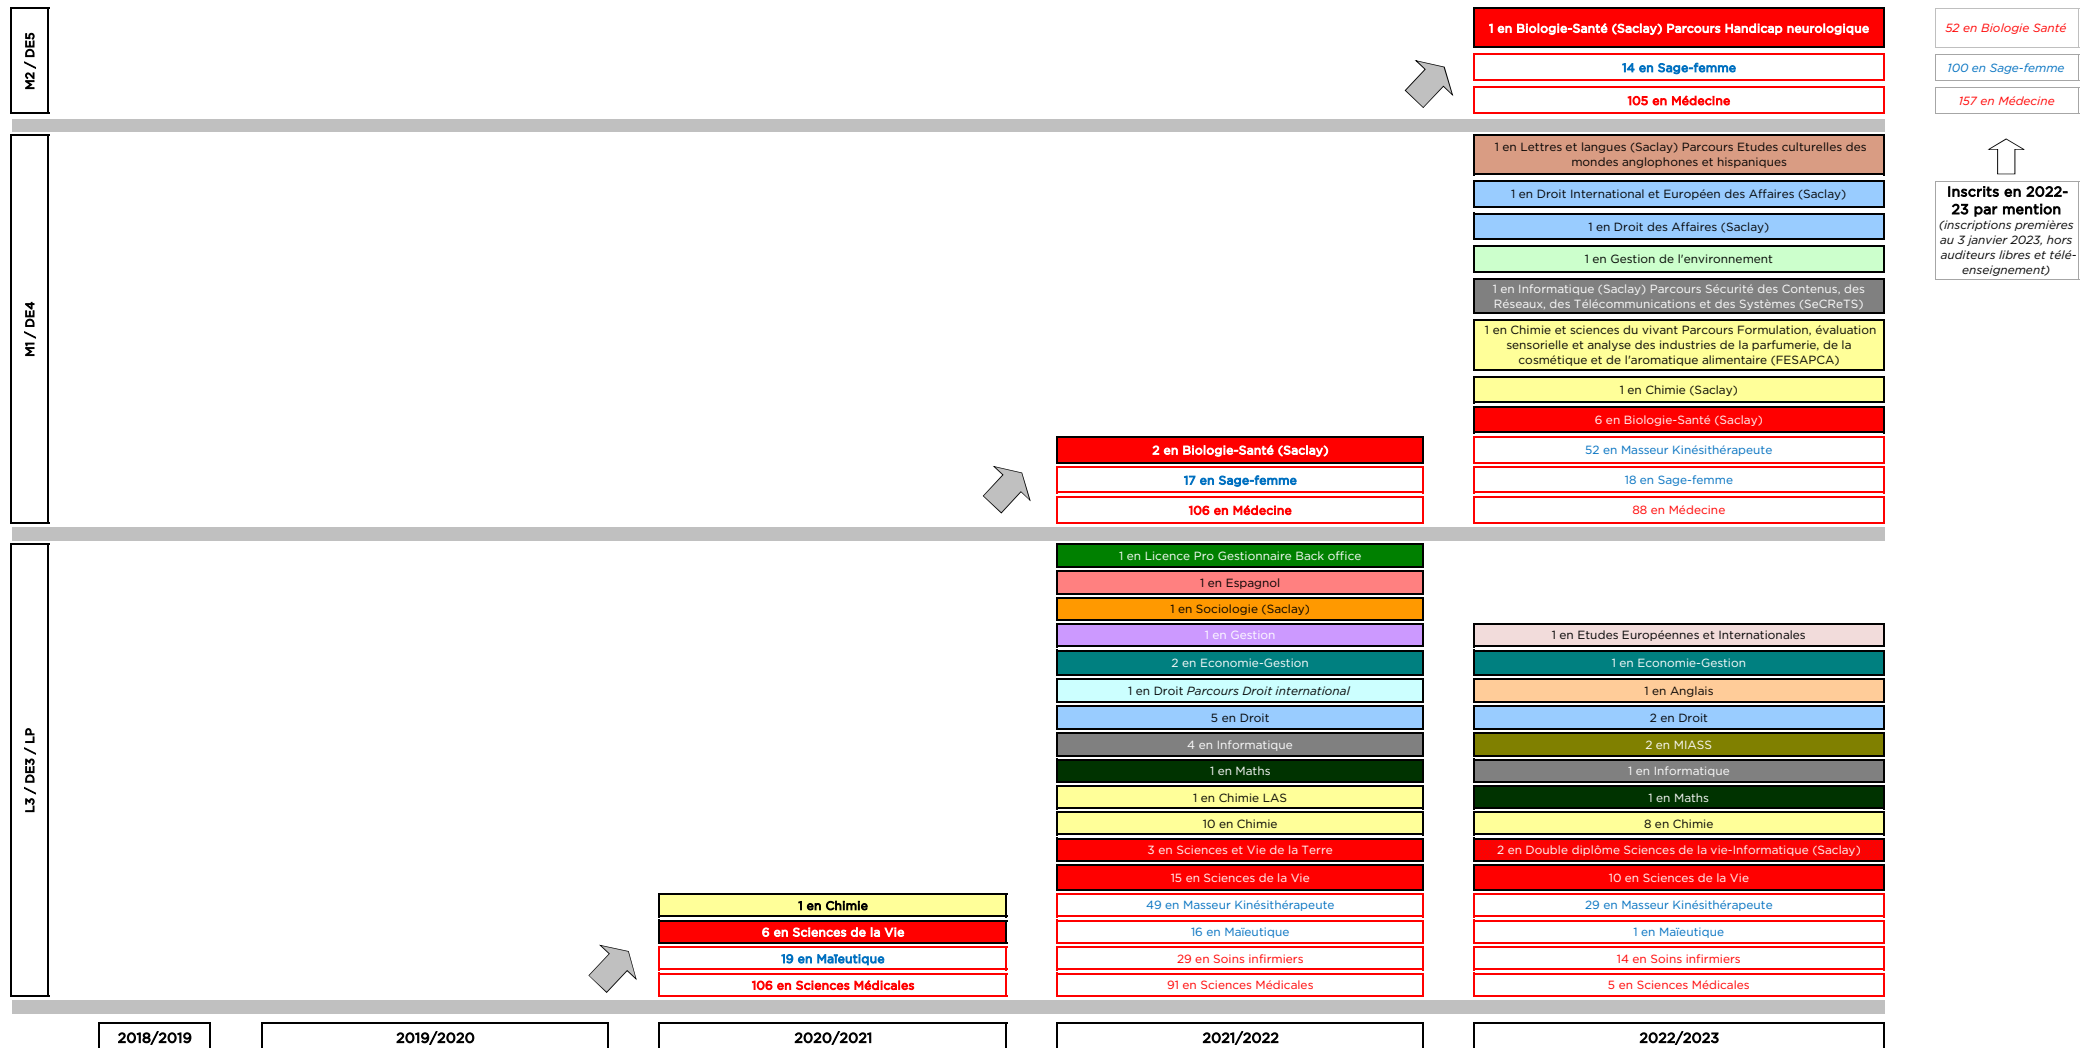 M2 / DE5
1 en Biologie-Santé (Saclay) Parcours Handicap neurologique
14 en Sage-femme
105 en Médecine
52 en Biologie Santé
100 en Sage-femme
157 en Médecine
Inscrits en 2022-
23 par mention
(inscriptions premières
au 3 janvier 2023, hors
auditeurs libres et télé-
enseignement)
M1 / DE4
2 en Biologie-Santé (Saclay)
17 en Sage-femme
106 en Médecine
1 en Lettres et langues (Saclay) Parcours Etudes culturelles des
mondes anglophones et hispaniques
1 en Droit International et Européen des Affaires (Saclay)
1 en Droit des Affaires (Saclay)
1 en Gestion de l'environnement
1 en Informatique (Saclay) Parcours Sécurité des Contenus, des
Réseaux, des Télécommunications et des Systèmes (SeCReTS)
1 en Chimie et sciences du vivant Parcours Formulation, évaluation
sensorielle et analyse des industries de la parfumerie, de la
cosmétique et de l'aromatique alimentaire (FESAPCA)
1 en Chimie (Saclay)
6 en Biologie-Santé (Saclay)
52 en Masseur Kinésithérapeute
18 en Sage-femme
88 en Médecine
L3 / DE3 / LP
1 en Chimie
6 en Sciences de la Vie
19 en Maïeutique
106 en Sciences Médicales
1 en Licence Pro Gestionnaire Back office
1 en Espagnol
1 en Sociologie (Saclay)
1 en Gestion
2 en Economie-Gestion
1 en Droit Parcours Droit international
5 en Droit
4 en Informatique
1 en Maths
1 en Chimie LAS
10 en Chimie
3 en Sciences et Vie de la Terre
15 en Sciences de la Vie
49 en Masseur Kinésithérapeute
16 en Maïeutique
29 en Soins infirmiers
91 en Sciences Médicales
1 en Etudes Européennes et Internationales
1 en Economie-Gestion
1 en Anglais
2 en Droit
2 en MIASS
1 en Informatique
1 en Maths
8 en Chimie
2 en Double diplôme Sciences de la vie-Informatique (Saclay)
10 en Sciences de la Vie
29 en Masseur Kinésithérapeute
1 en Maïeutique
14 en Soins infirmiers
5 en Sciences Médicales
2018/2019
2019/2020
2020/2021
2021/2022
2022/2023